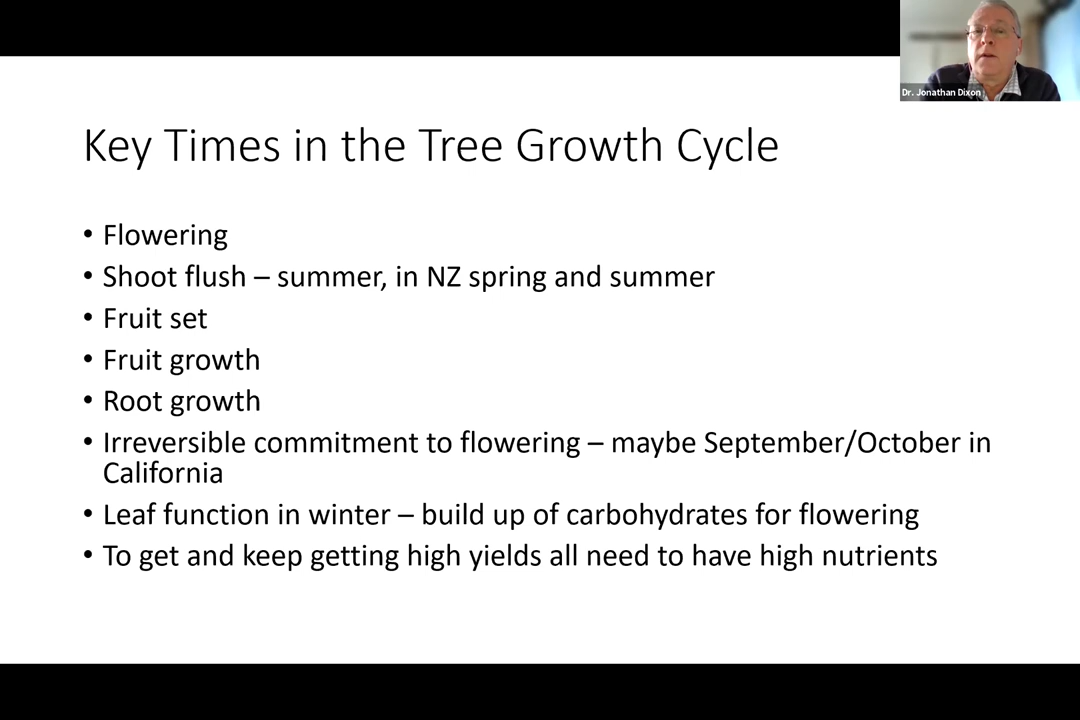 Dr. Jonathan Dixon
Key Times in the Tree Growth Cycle
• Flowering
• Shoot flush – summer, in NZ spring and summer
• Fruit set
• Fruit growth
• Root growth
• Irreversible commitment to flowering – maybe September/October in
California
• Leaf function in winter – build up of carbohydrates for flowering
• To get and keep getting high yields all need to have high nutrients